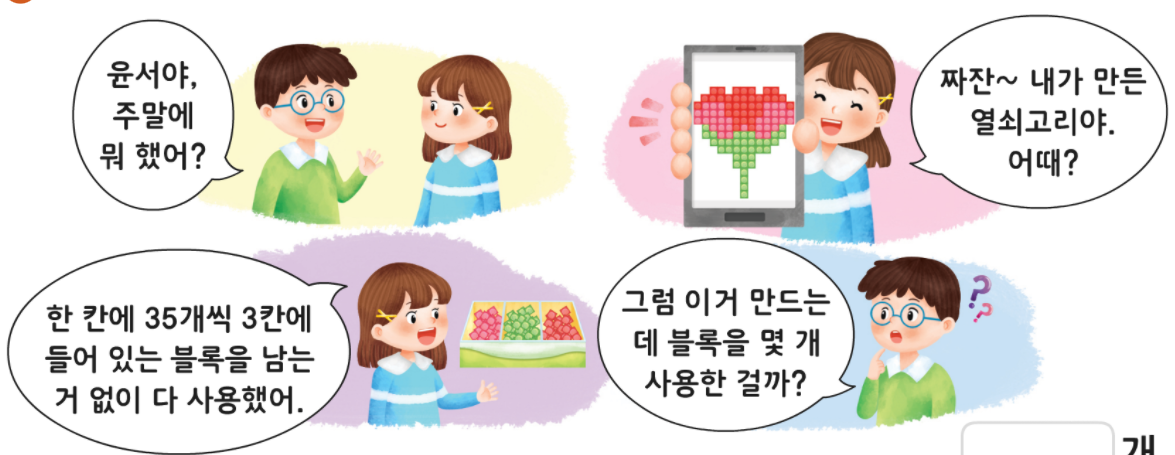 윤서야,
주말에
뭐 했어?
짜잔~ 내가 만든
열쇠고리야.
어때?
한 칸에 35개씩 3칸에
들어 있는 블록을 남는
거 없이 다 사용했어.
그럼 이거 만드는
데 블록을 몇 개
사용한 걸까?
?
?
개